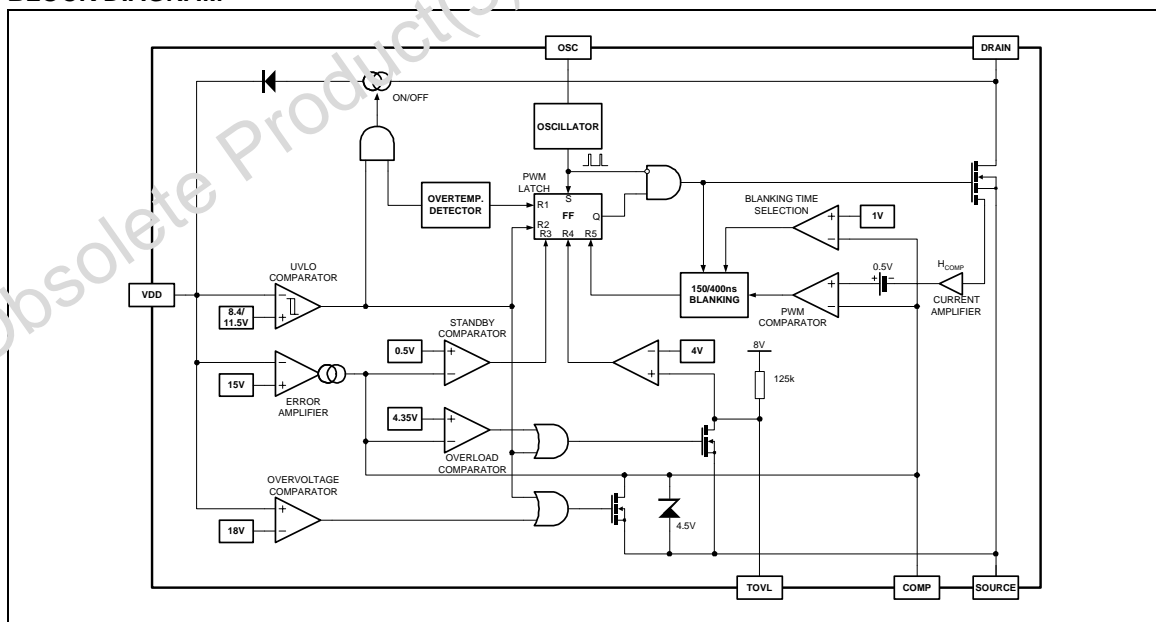 BLOCK DIAGRAM
Obsolete Product(s)
OSC
DRAIN
ON/OFF
OSCILLATOR
PWM
LATCH
OVERTEMP.
DETECTOR
R1
S
FF
Q
R2
R3
R4
R5
BLANKING TIME
SELECTION
+
−
1V
UVLO
COMPARATOR
VDD
−
+
8.4/
11.5V
150/400ns
BLANKING
0.5V
+
−
HCOMP
CURRENT
AMPLIFIER
+
−
PWM
COMPARATOR
STANDBY
COMPARATOR
0.5V
+
−
−
+
4V
8V
125k
15V
−
+
ERROR
AMPLIFIER
4.35V
+
−
OVERLOAD
COMPARATOR
OVERVOLTAGE
COMPARATOR
+
−
18V
4.5V
TOVL
COMP
SOURCE
Obsolete